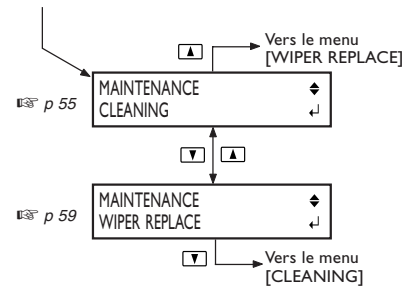 Vers le menu
[WIPER REPLACE]
MAINTENANCE
CLEANING
☞ p 55
MAINTENANCE
WIPER REPLACE
☞ p 59
Vers le menu
[CLEANING]